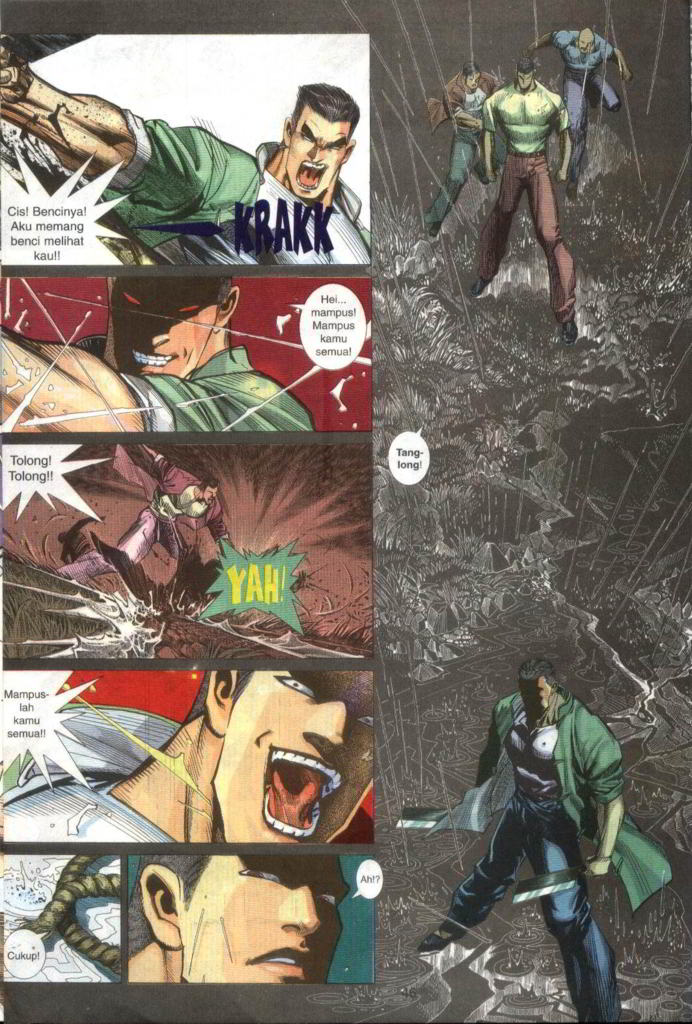 Cis! Bencinya!
Aku memang
benci melihat
kau!!
KRAKK
Hei...
mampus!
Mampus
kamu
semua!
Tolong!
Tolong!!
YAH!
Mampus-
lah
kamu
semua!!
Cukup!
Ah!?
Tang-
long!